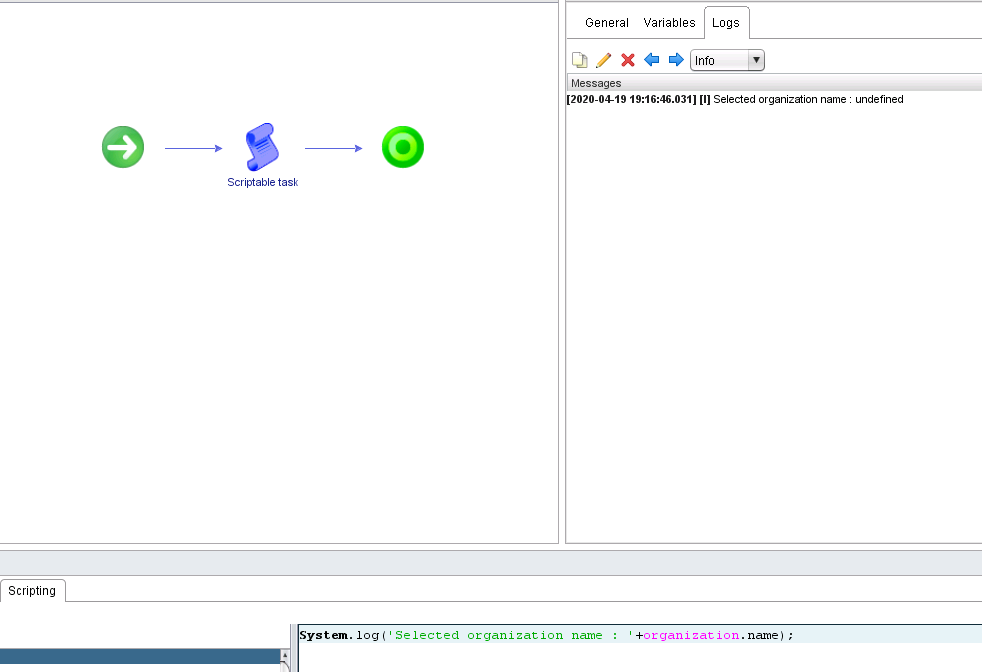 General Variables Logs
Info
Messages
[2020-04-19 19:16:46.031] [I] Selected organization name : undefined
Scriptable task
Scripting
System.log('Selected organization name : '+organization.name);